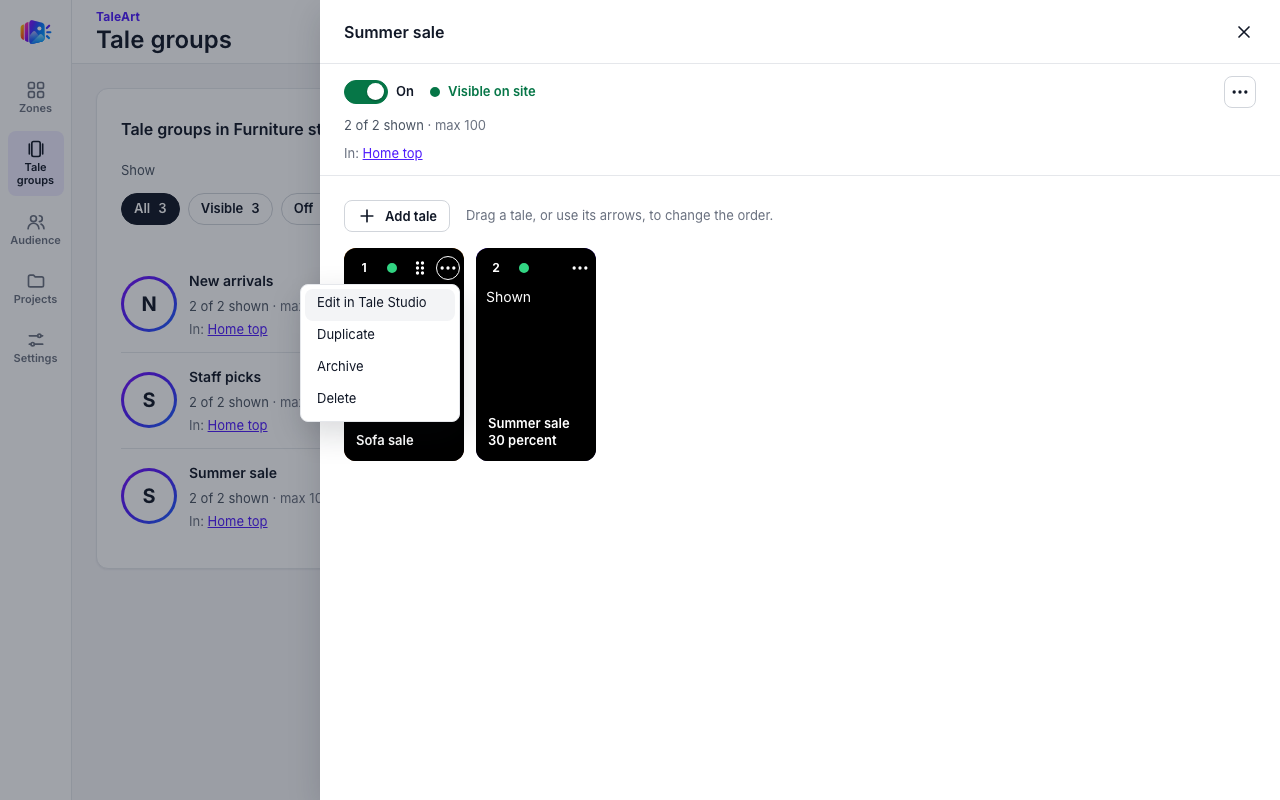 TaleArt
Tale groups
Zones
Tale
groups
Audience
Projects
Settings
Tale groups in Furniture st
Show
All 3
Visible 3
Off
New arrivals
2 of 2 shown · ma
In: Home top
Staff picks
2 of 2 shown · ma
In: Home top
Summer sale
2 of 2 shown · max 10
In: Home top
N
S
S
Summer sale
On
Visible on site
2 of 2 shown · max 100
In: Home top
Add tale
Drag a tale, or use its arrows, to change the order.
1
Edit in Tale Studio
Duplicate
Archive
Delete
Sofa sale
2
Shown
Summer sale
30 percent